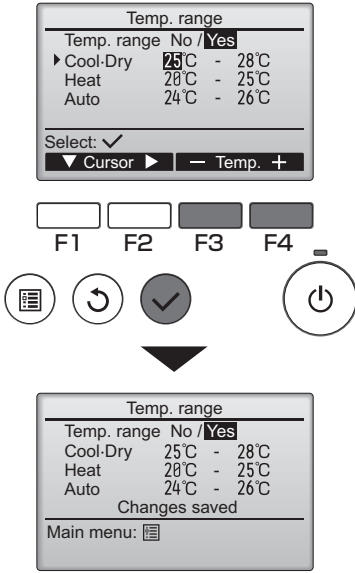 Temp. range
Temp. range No / Yes
Cool·Dry 25°C - 28°C
Heat 20°C - 25°C
Auto 24°C - 26°C
Select: ✓
▼ Cursor ▶ − Temp. +
F1 F2 F3 F4
Temp. range
Temp. range No / Yes
Cool·Dry 25°C - 28°C
Heat 20°C - 25°C
Auto 24°C - 26°C
Changes saved
Main menu: